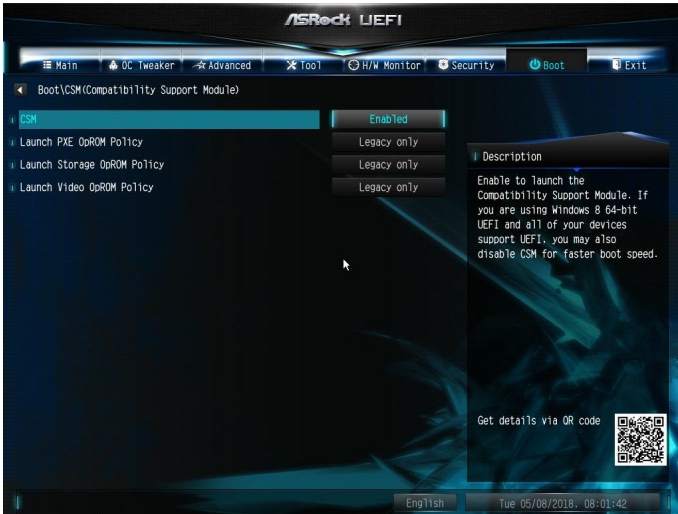 ASRock UEFI
Main OC Tweaker Advanced Tool H/W Monitor Security Boot Exit
Boot\CSM(Compatibility Support Module)
CSM Enabled
Launch PXE OpROM Policy Legacy only
Launch Storage OpROM Policy Legacy only
Launch Video OpROM Policy Legacy only
Description
Enable to launch the
Compatibility Support Module. If
you are using Windows 8 64-bit
UEFI and all of your devices
support UEFI, you may also
disable CSM for faster boot speed.
Get details via QR code
English Tue 05/08/2018, 08:01:42